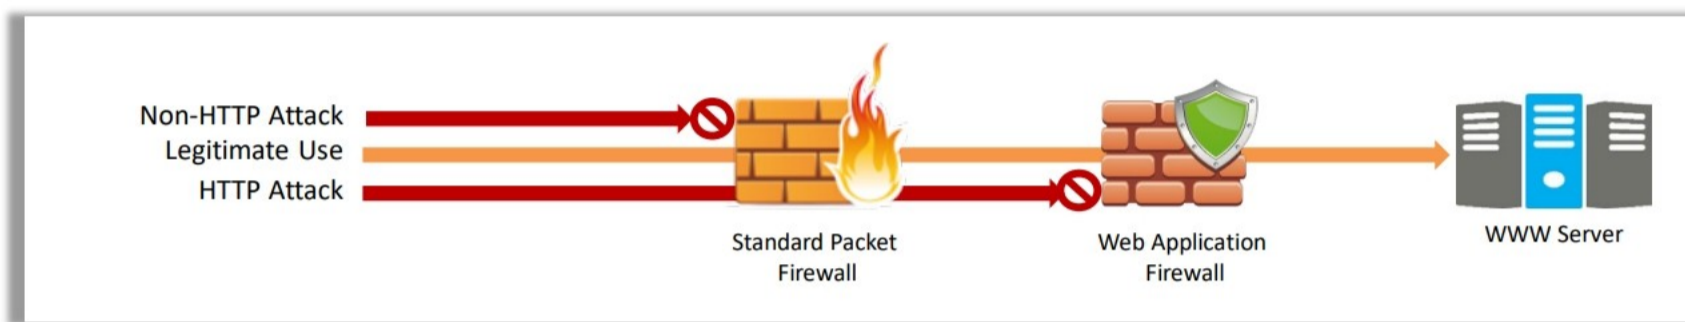 Non-HTTP Attack
Legitimate Use
HTTP Attack
Standard Packet
Firewall
Web Application
Firewall
WWW Server